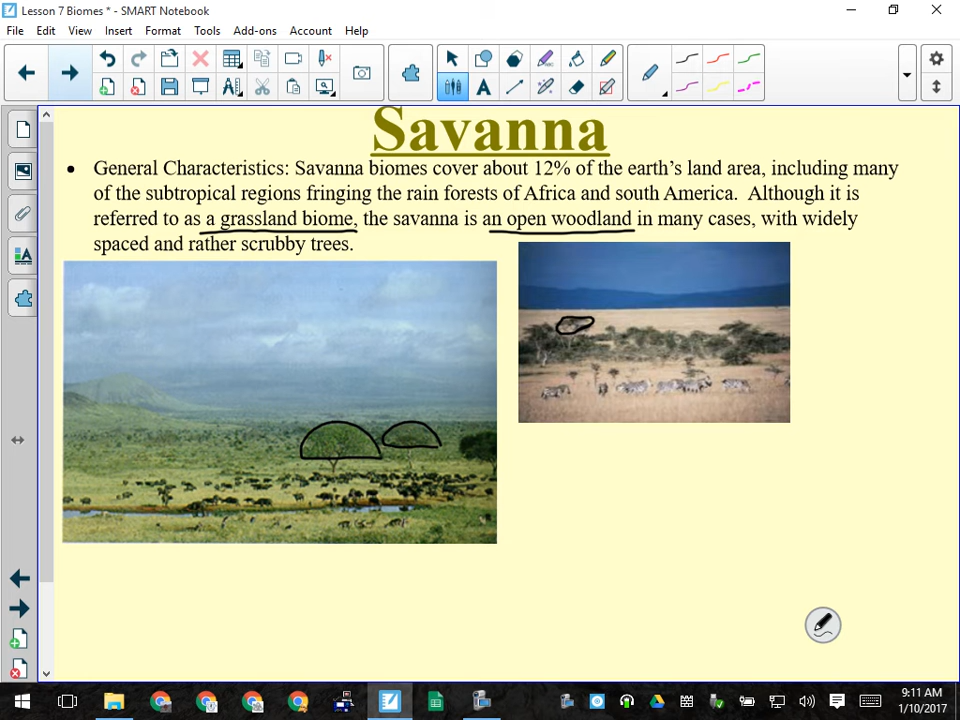 Lesson 7 Biomes * - SMART Notebook
File Edit View Insert Format Tools Add-ons Account Help
Savanna
• General Characteristics: Savanna biomes cover about 12% of the earth's land area, including many
of the subtropical regions fringing the rain forests of Africa and south America. Although it is
referred to as a grassland biome, the savanna is an open woodland in many cases, with widely
spaced and rather scrubby trees.
9:11 AM
1/10/2017